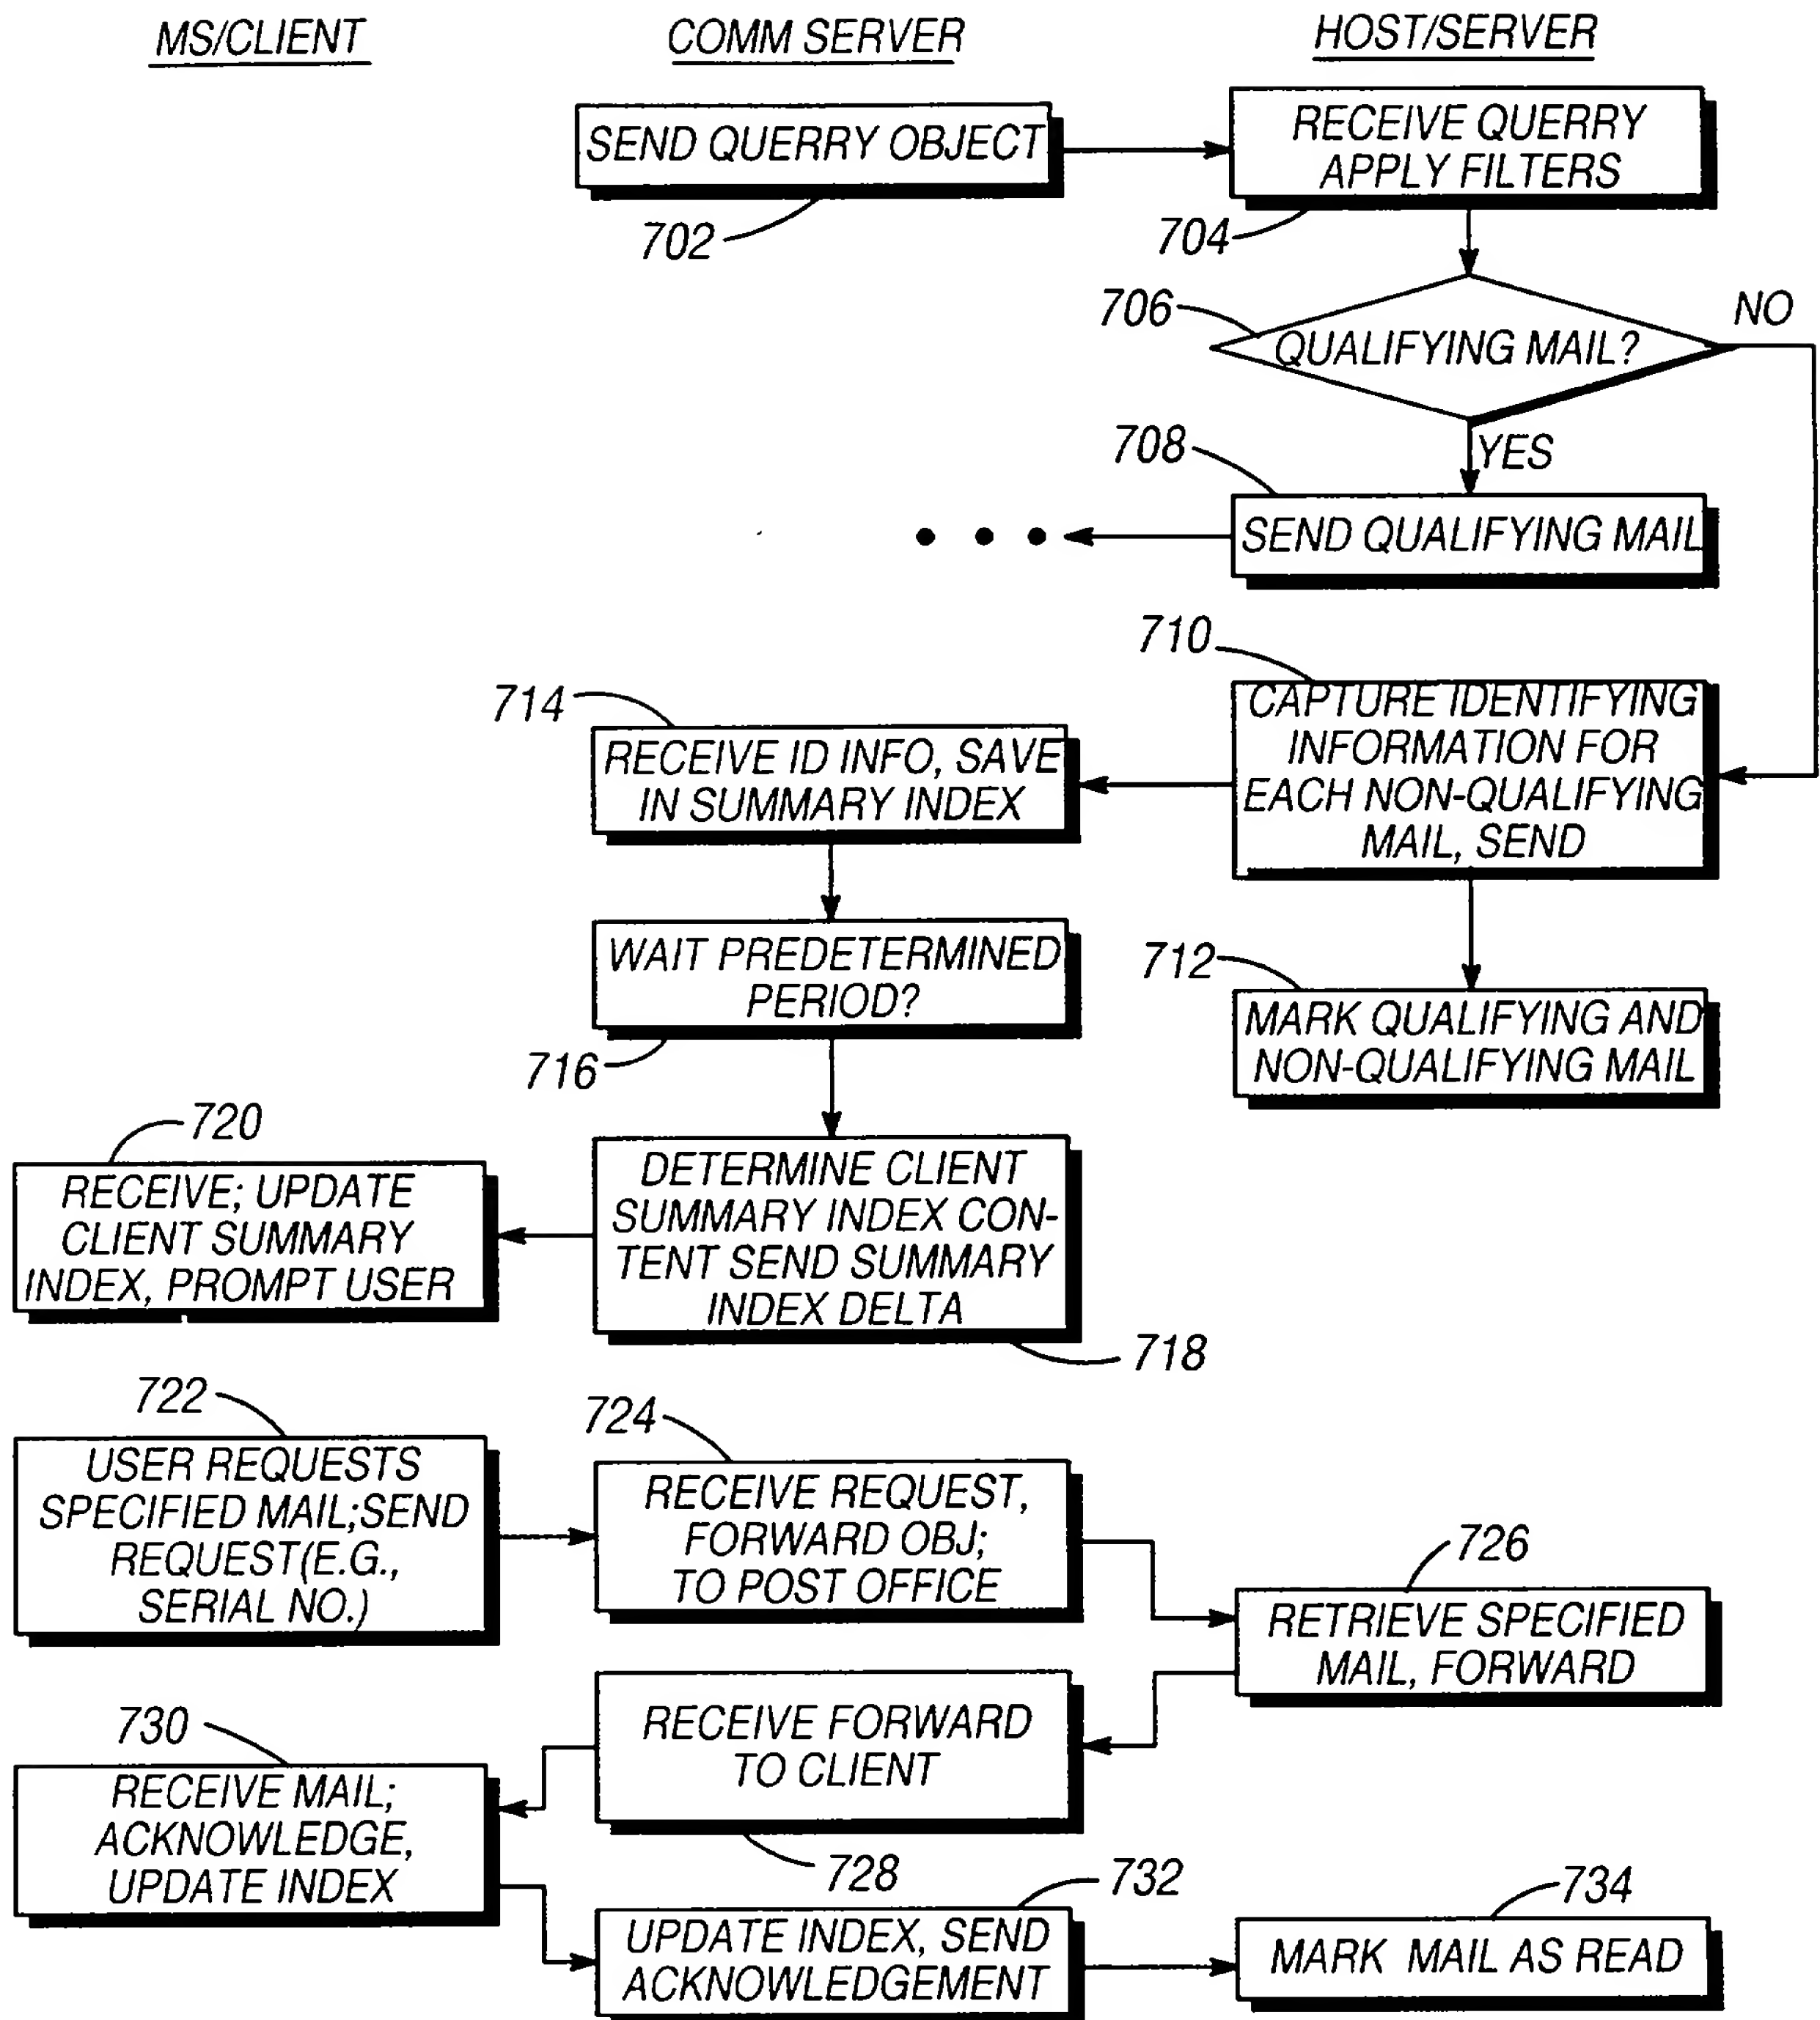 MS/CLIENT
COMM SERVER
HOST/SERVER
SEND QUERRY OBJECT
702
RECEIVE QUERRY
APPLY FILTERS
704
706
QUALIFYING MAIL?
NO
YES
708
SEND QUALIFYING MAIL
710
CAPTURE IDENTIFYING
INFORMATION FOR
EACH NON-QUALIFYING
MAIL, SEND
714
RECEIVE ID INFO, SAVE
IN SUMMARY INDEX
712
MARK QUALIFYING AND
NON-QUALIFYING MAIL
WAIT PREDETERMINED
PERIOD?
716
DETERMINE CLIENT
SUMMARY INDEX CON-
TENT SEND SUMMARY
INDEX DELTA
718
720
RECEIVE; UPDATE
CLIENT SUMMARY
INDEX, PROMPT USER
722
USER REQUESTS
SPECIFIED MAIL;SEND
REQUEST(E.G.,
SERIAL NO.)
724
RECEIVE REQUEST,
FORWARD OBJ;
TO POST OFFICE
726
RETRIEVE SPECIFIED
MAIL, FORWARD
RECEIVE FORWARD
TO CLIENT
728
730
RECEIVE MAIL;
ACKNOWLEDGE,
UPDATE INDEX
732
UPDATE INDEX, SEND
ACKNOWLEDGEMENT
734
MARK MAIL AS READ